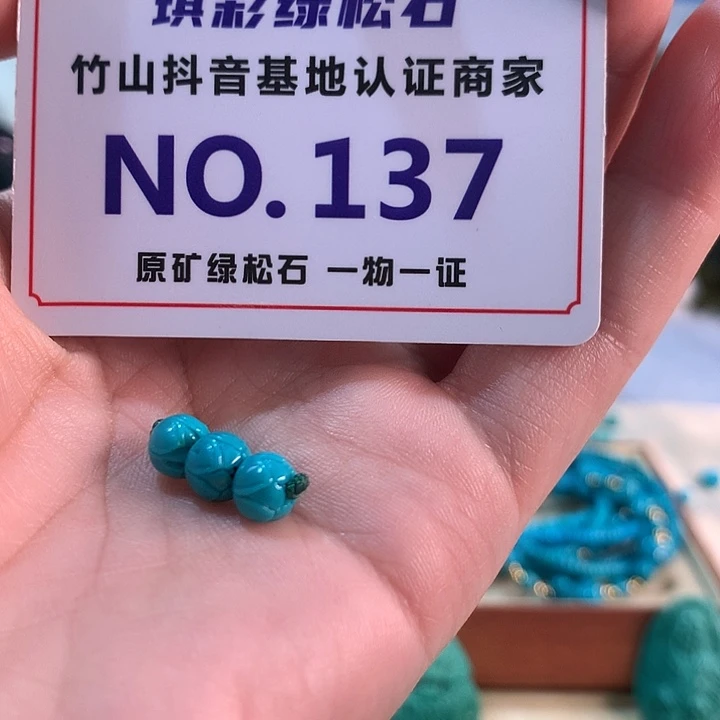 琪彩绿松石
竹山抖音基地认证商家
NO.137
原矿绿松石 一物一证